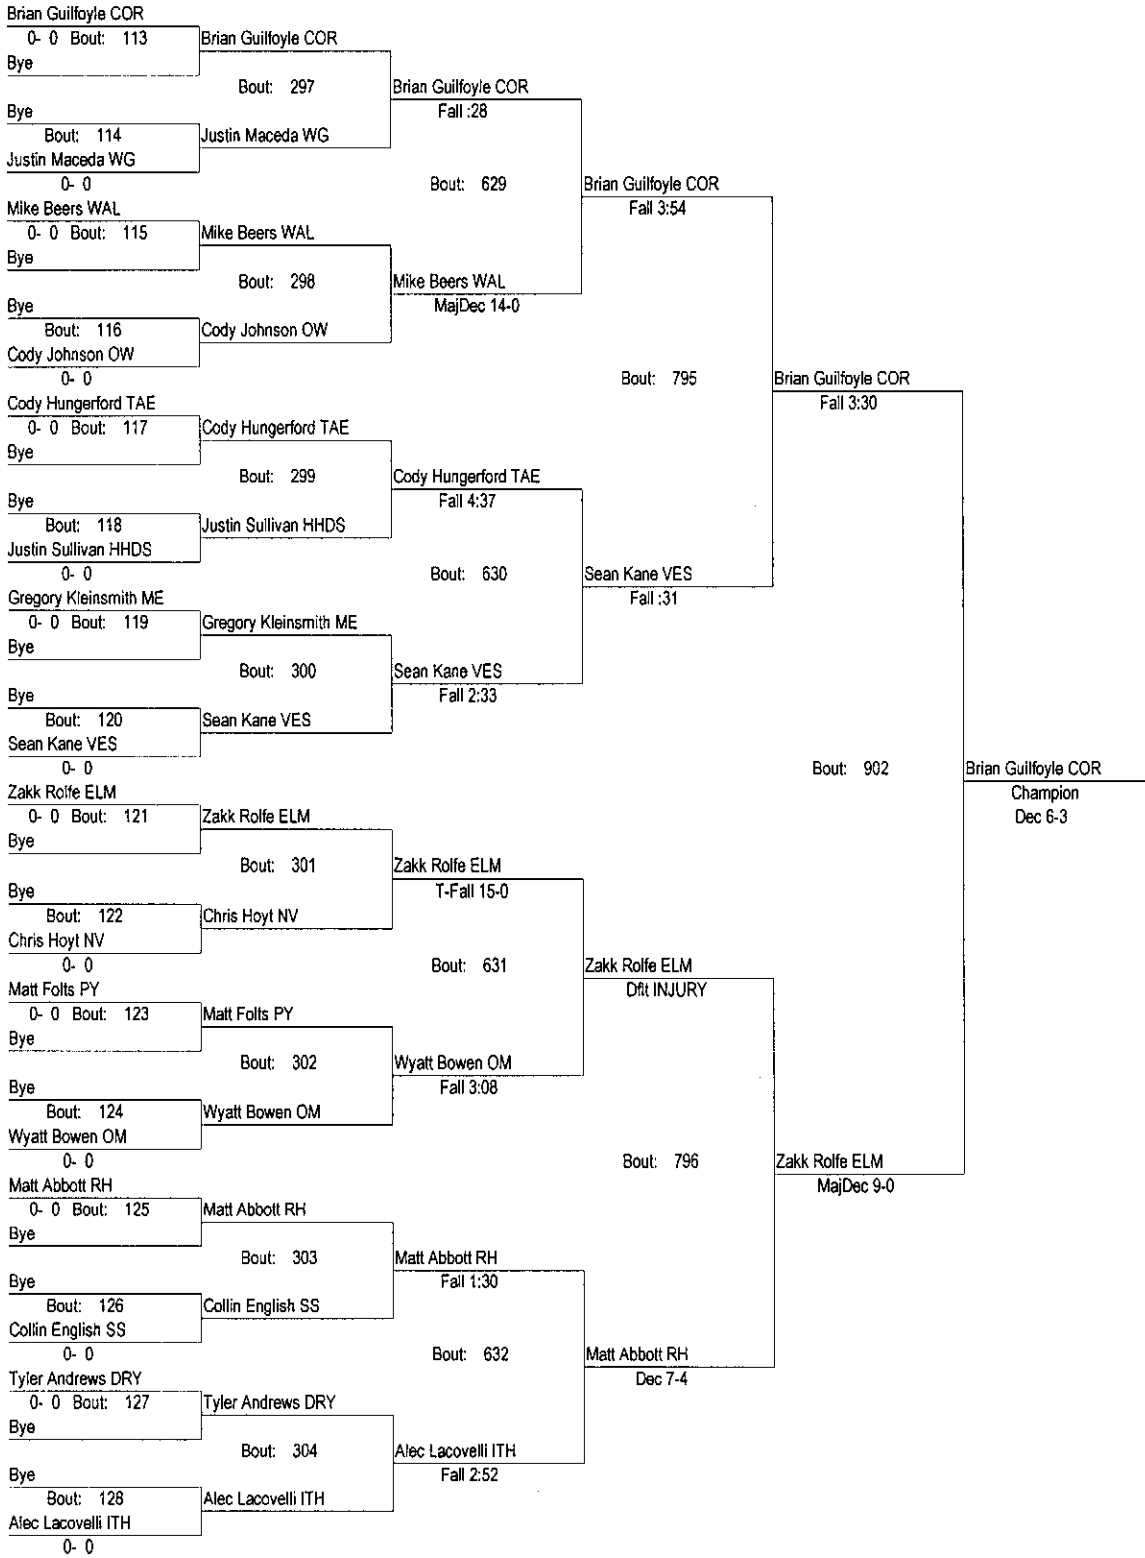 Brian Guilfoyle COR
0- 0 Bout: 113
Bye
Bye
Bout: 114
Justin Maceda WG
0- 0
Mike Beers WAL
0- 0 Bout: 115
Bye
Bye
Bout: 116
Cody Johnson OW
0- 0
Cody Hungerford TAE
0- 0 Bout: 117
Bye
Bye
Bout: 118
Justin Sullivan HHDS
0- 0
Gregory Kleinsmith ME
0- 0 Bout: 119
Bye
Bye
Bout: 120
Sean Kane VES
0- 0
Zakk Rolfe ELM
0- 0 Bout: 121
Bye
Bye
Bout: 122
Chris Hoyt NV
0- 0
Matt Folts PY
0- 0 Bout: 123
Bye
Bye
Bout: 124
Wyatt Bowen OM
0- 0
Matt Abbott RH
0- 0 Bout: 125
Bye
Bye
Bout: 126
Collin English SS
0- 0
Tyler Andrews DRY
0- 0 Bout: 127
Bye
Bye
Bout: 128
Alec Lacovelli ITH
0- 0
Brian Guilfoyle COR
Bout: 297
Justin Maceda WG
Mike Beers WAL
Bout: 298
Cody Johnson OW
Cody Hungerford TAE
Bout: 299
Justin Sullivan HHDS
Gregory Kleinsmith ME
Bout: 300
Sean Kane VES
Zakk Rolfe ELM
Bout: 301
Chris Hoyt NV
Matt Folts PY
Bout: 302
Wyatt Bowen OM
Matt Abbott RH
Bout: 303
Collin English SS
Tyler Andrews DRY
Bout: 304
Alec Lacovelli ITH
Brian Guilfoyle COR
Fall :28
Bout: 629
Mike Beers WAL
MajDec 14-0
Cody Hungerford TAE
Fall 4:37
Bout: 630
Sean Kane VES
Fall 2:33
Zakk Rolfe ELM
T-Fall 15-0
Bout: 631
Wyatt Bowen OM
Fall 3:08
Matt Abbott RH
Fall 1:30
Bout: 632
Alec Lacovelli ITH
Fall 2:52
Brian Guilfoyle COR
Fall 3:54
Bout: 795
Sean Kane VES
Fall :31
Zakk Rolfe ELM
Dflt INJURY
Bout: 796
Matt Abbott RH
Dec 7-4
Brian Guilfoyle COR
Fall 3:30
Bout: 902
Zakk Rolfe ELM
MajDec 9-0
Brian Guilfoyle COR
Champion
Dec 6-3